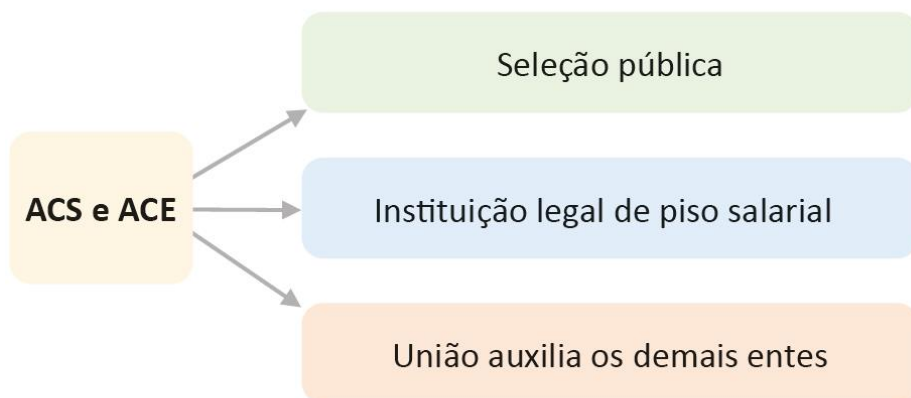 ACS e ACE
Seleção pública
Instituição legal de piso salarial
União auxilia os demais entes